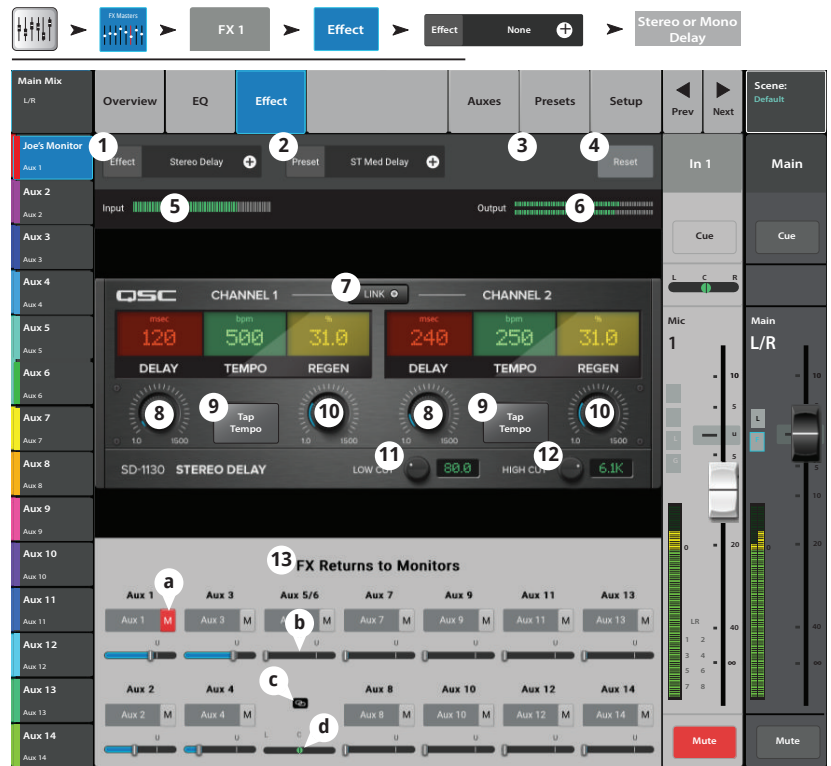 FX Masters
FX 1
Effect
Effect None
Stereo or Mono Delay
Main Mix
L/R
Overview
EQ
Effect
Auxes
Presets
Setup
Prev
Next
Scene:
Default
Joe's Monitor
Aux 1
Aux 2
Aux 2
Aux 3
Aux 3
Aux 4
Aux 4
Aux 5
Aux 5
Aux 6
Aux 6
Aux 7
Aux 7
Aux 8
Aux 8
Aux 9
Aux 9
Aux 10
Aux 10
Aux 11
Aux 11
Aux 12
Aux 12
Aux 13
Aux 13
Aux 14
Aux 14
1
Effect Stereo Delay
2
Preset ST Med Delay
3
4
Reset
Input 5
Output 6
QSC CHANNEL 1 7 LINK CHANNEL 2
msec bpm % msec bpm %
120 500 31.0 240 250 31.0
DELAY TEMPO REGEN DELAY TEMPO REGEN
8 9 10 8 9 10
Tap Tempo Tap Tempo
1.0 1500 1.0 1500 1.0 1500 1.0 1500
SD-1130 STEREO DELAY LOW CUT 11 80.0 HIGH CUT 12 6.1K
13 FX Returns to Monitors
a
b
c
d
Aux 1 Aux 3 Aux 5/6 Aux 7 Aux 9 Aux 11 Aux 13
Aux 1 M Aux 3 M M Aux 7 M Aux 9 M Aux 11 M Aux 13 M
U U U U U U U
Aux 2 Aux 4 Aux 8 Aux 10 Aux 12 Aux 14
Aux 2 M Aux 4 M Aux 8 M Aux 10 M Aux 12 M Aux 14 M
U U L C U U U U
In 1
Cue
L C R
Mic
1
10
5
U
5
0
20
40
∞
LR
1 2
3 4
5 6
7 8
Mute
Main
Cue
Main
L/R
L
10
5
5
10
0
20
40
∞
Mute